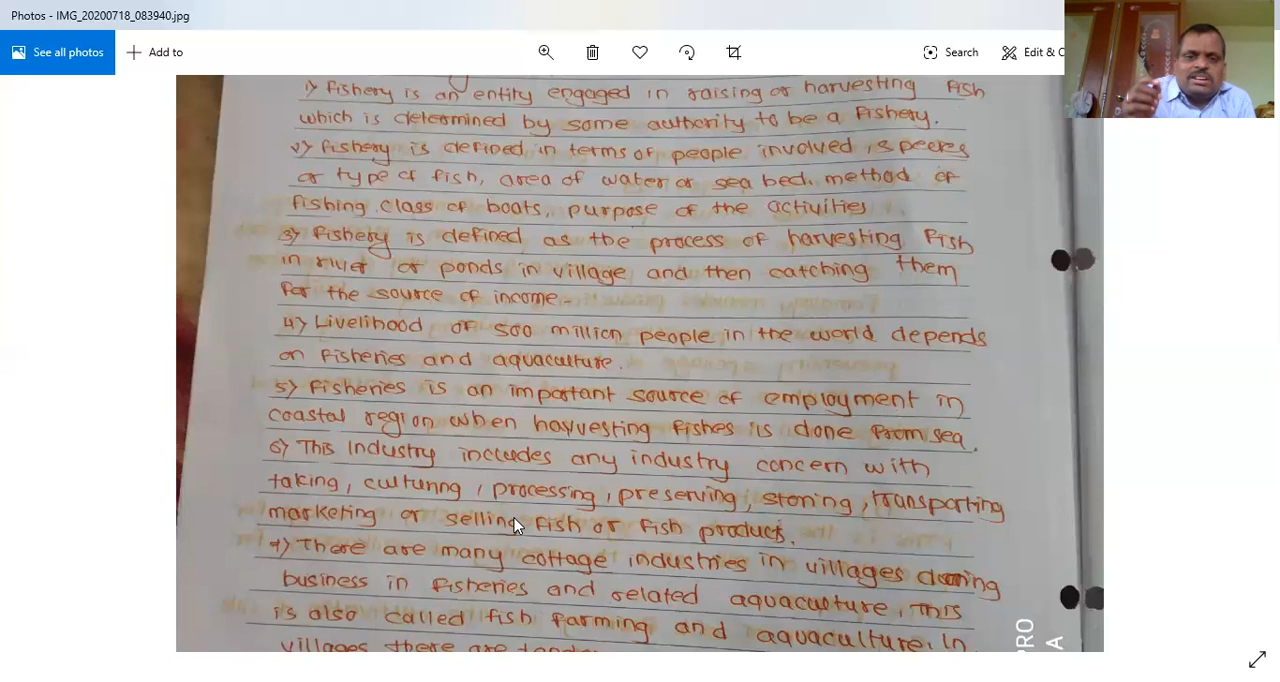 Photos - IMG_20200718_083940.jpg
See all photos
Add to
Search
Edit & C
1) Fishery is an entity engaged in raising or harvesting Fish
which is determined by some authority to be a Fishery.
2) Fishery is defined in terms of people involved, species
or type of fish, area of water or sea bed, method of
fishing class of boats, purpose of the activities
3) Fishery is defined as the process of harvesting Fish
in river or ponds in village and then catching them
for the source of income.
4) Livelihood of 500 million people in the world depends
on Fisheries and aquaculture.
5) Fisheries is an important source of employment in
coastal region when harvesting fishes is done from sea.
6) This Industry includes any industry concern with
taking, culturing, processing, preserving, storing, transporting
marketing or selling fish or fish product.
7) There are many cottage industries in villages doing
business in fisheries and related aquaculture, This
is also called fish farming and aquaculture. In
villages there are
PRO
A